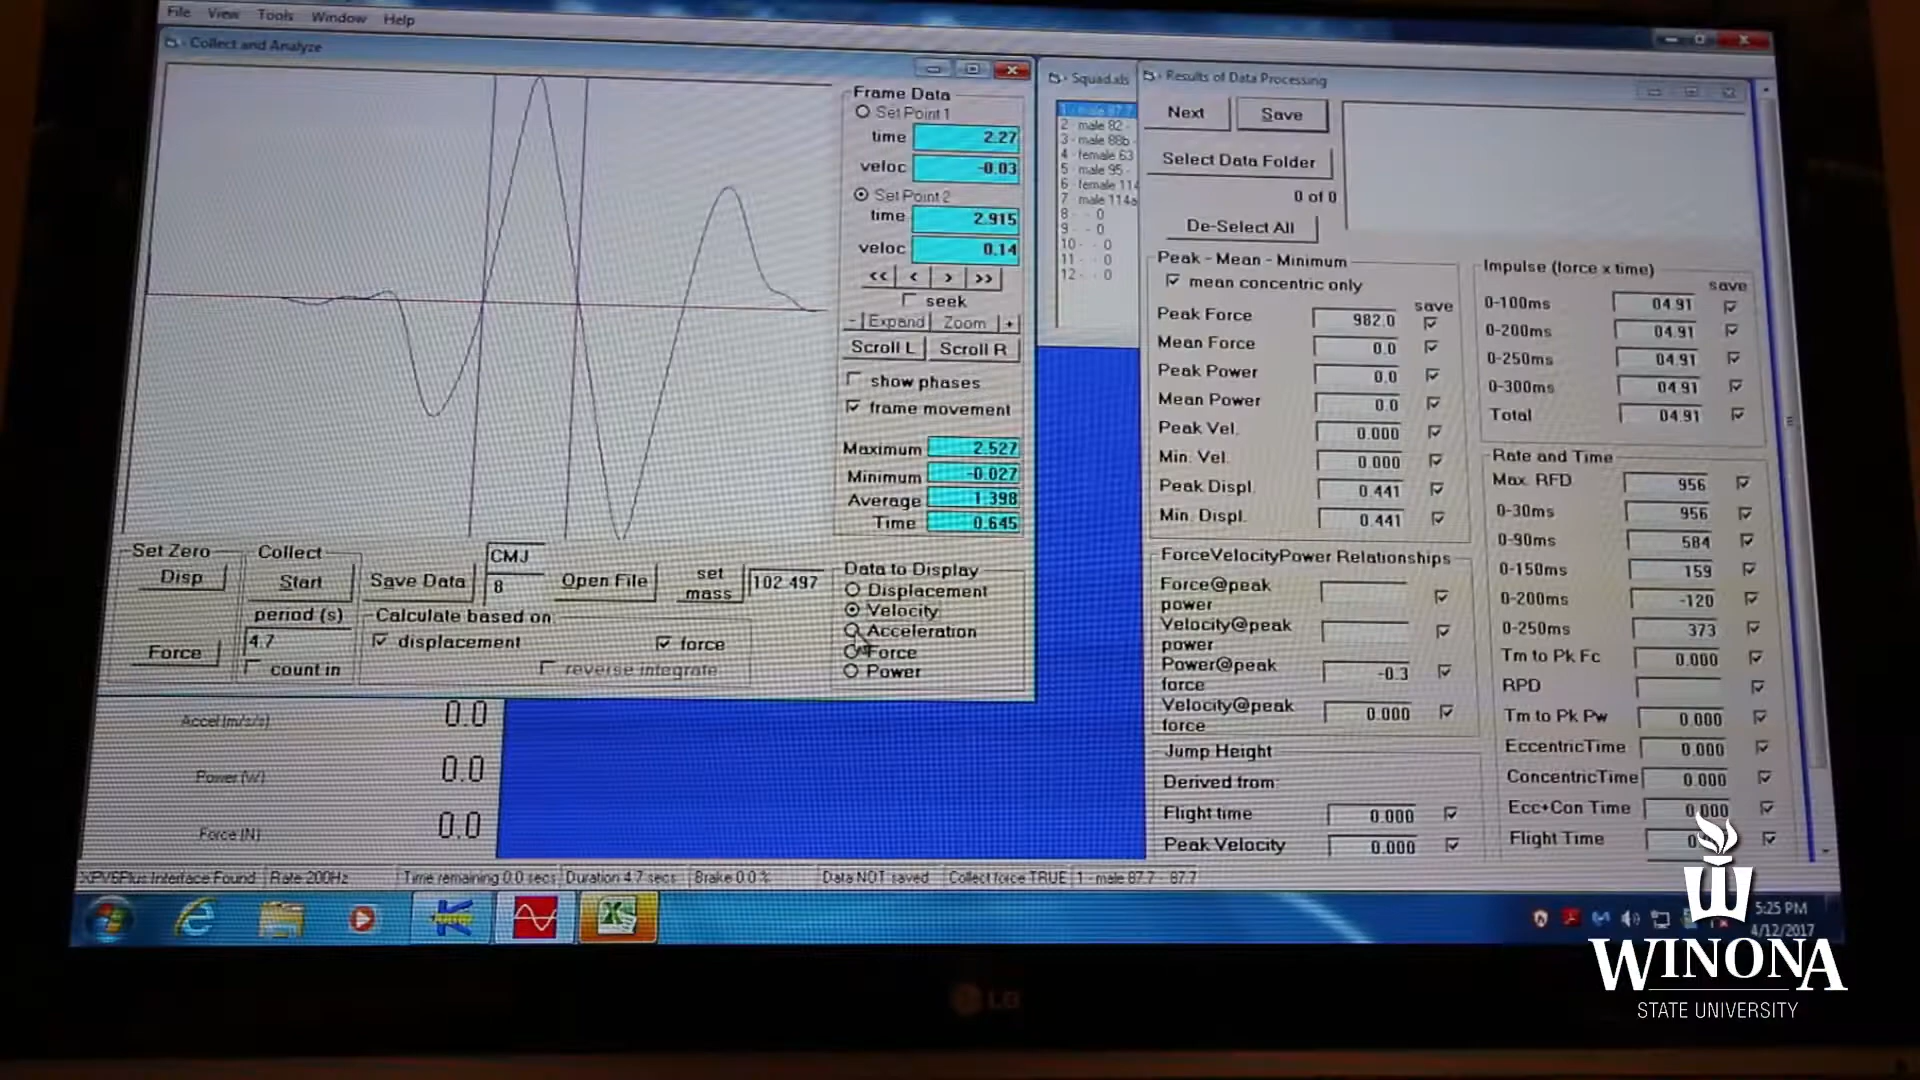 File View Tools Window Help
Collect and Analyze
Frame Data
Set Point 1
time 2.27
veloc -0.03
Set Point 2
time 2.915
veloc 0.14
<< < > >>
seek
- Expand Zoom +
Scroll L Scroll R
show phases
frame movement
Maximum 2.527
Minimum -0.027
Average 1.398
Time 0.645
Set Zero
Disp
Force
Collect
Start
period (s)
4.7
count in
Save Data
CMJ
8
Open File
set mass
102.497
Calculate based on:
displacement
force
reverse integrate
Data to Display
Displacement
Velocity
Acceleration
Force
Power
Accel (m/s/s) 0.0
Power (W) 0.0
Force (N) 0.0
Squad.xls
1 - male 87.7
2 - male 82 -
3 - male 88b -
4 - female 63
5 - male 95 -
6 - female 114
7 - male 114a
8 - - 0
9 - - 0
10 - - 0
11 - - 0
12 - - 0
Results of Data Processing
Next Save
Select Data Folder
0 of 0
De-Select All
Peak - Mean - Minimum
mean concentric only
save
Peak Force 982.0
Mean Force 0.0
Peak Power 0.0
Mean Power 0.0
Peak Vel. 0.000
Min. Vel. 0.000
Peak Displ. 0.441
Min. Displ. 0.441
ForceVelocityPower Relationships
Force@peak power
Velocity@peak power
Power@peak force -0.3
Velocity@peak force 0.000
Jump Height
Derived from:
Flight time 0.000
Peak Velocity 0.000
Impulse (force x time)
save
0-100ms 04.91
0-200ms 04.91
0-250ms 04.91
0-300ms 04.91
Total 04.91
Rate and Time
Max. RFD 956
0-30ms 956
0-90ms 584
0-150ms 159
0-200ms -120
0-250ms 373
Tm to Pk Fc 0.000
RPD
Tm to Pk Pw 0.000
EccentricTime 0.000
ConcentricTime 0.000
Ecc+Con Time 0.000
Flight Time
XPV6Plus Interface Found Rate 200Hz Time remaining 0.0 secs Duration 4.7 secs Brake 0.0 % Data NOT saved Collect force TRUE 1 - male 87.7 - 87.7
5:25 PM
4/12/2017
LG
W
WINONA
STATE UNIVERSITY